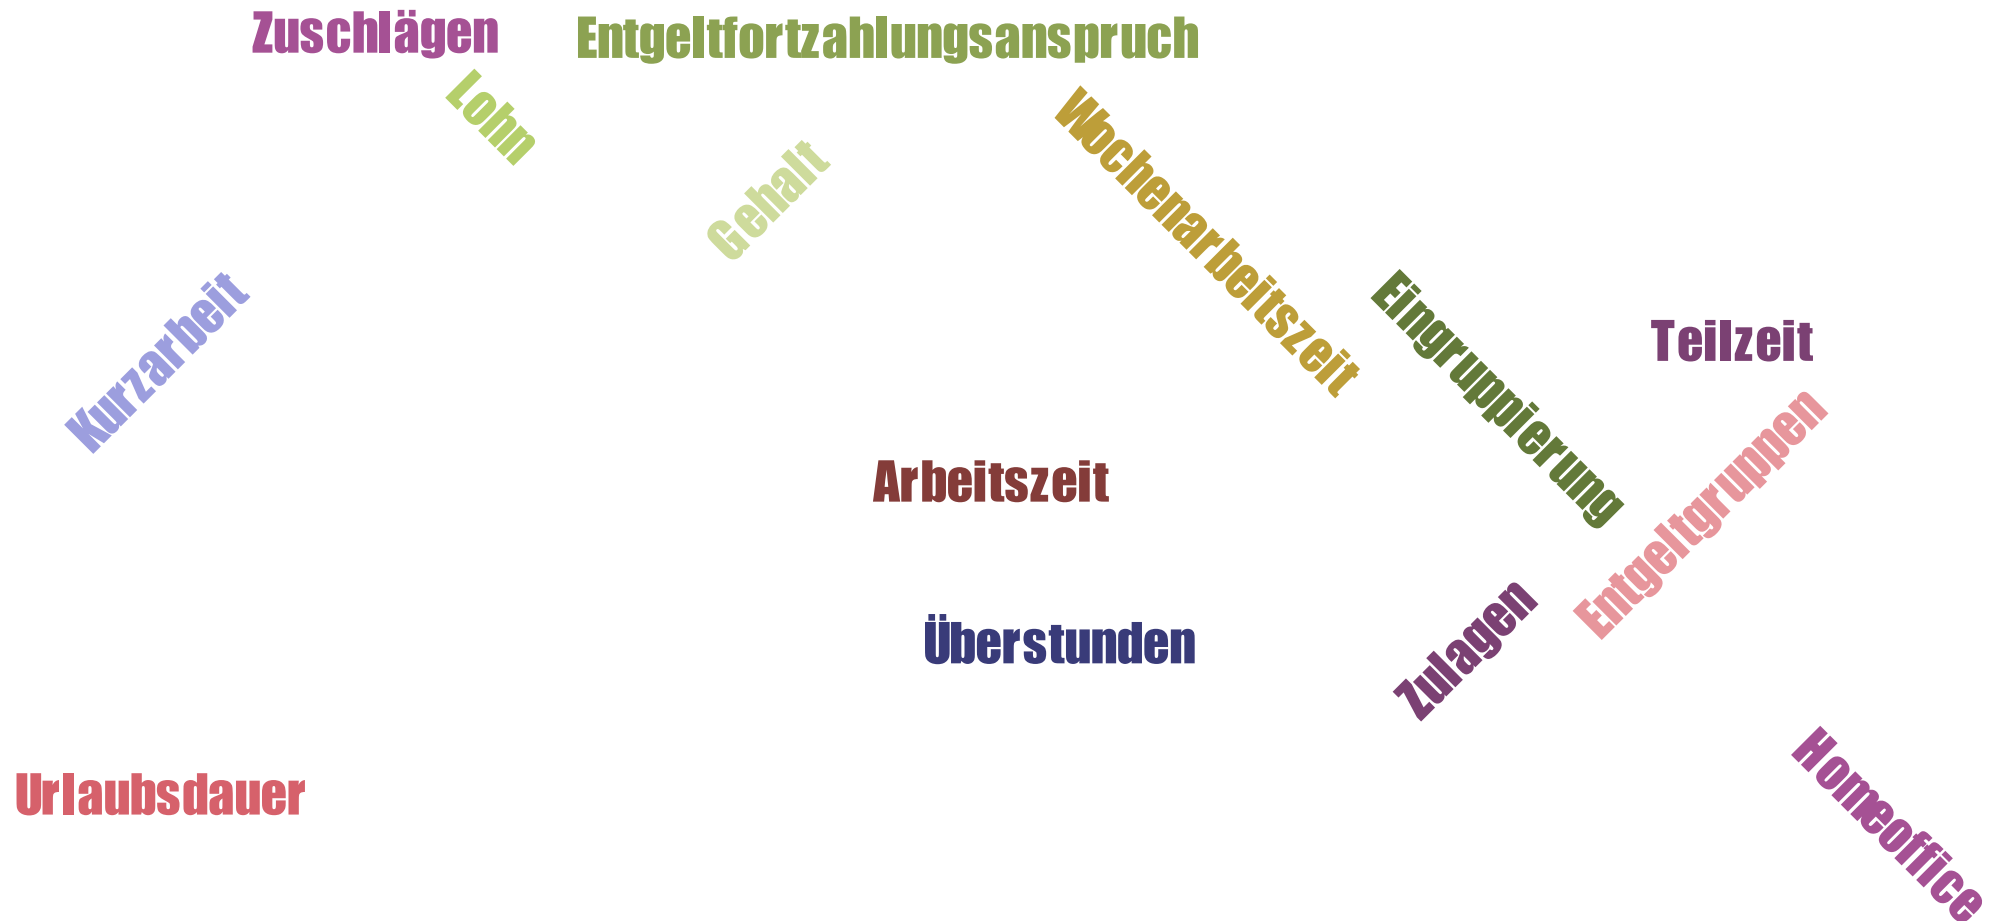 Zuschlägen
Entgeltfortzahlungsanspruch
Lohn
Gehalt
Wochenarbeitszeit
Kurzarbeit
Eingruppierung
Teilzeit
Arbeitszeit
Entgeltgruppen
Überstunden
Zulagen
Urlaubsdauer
Homeoffice